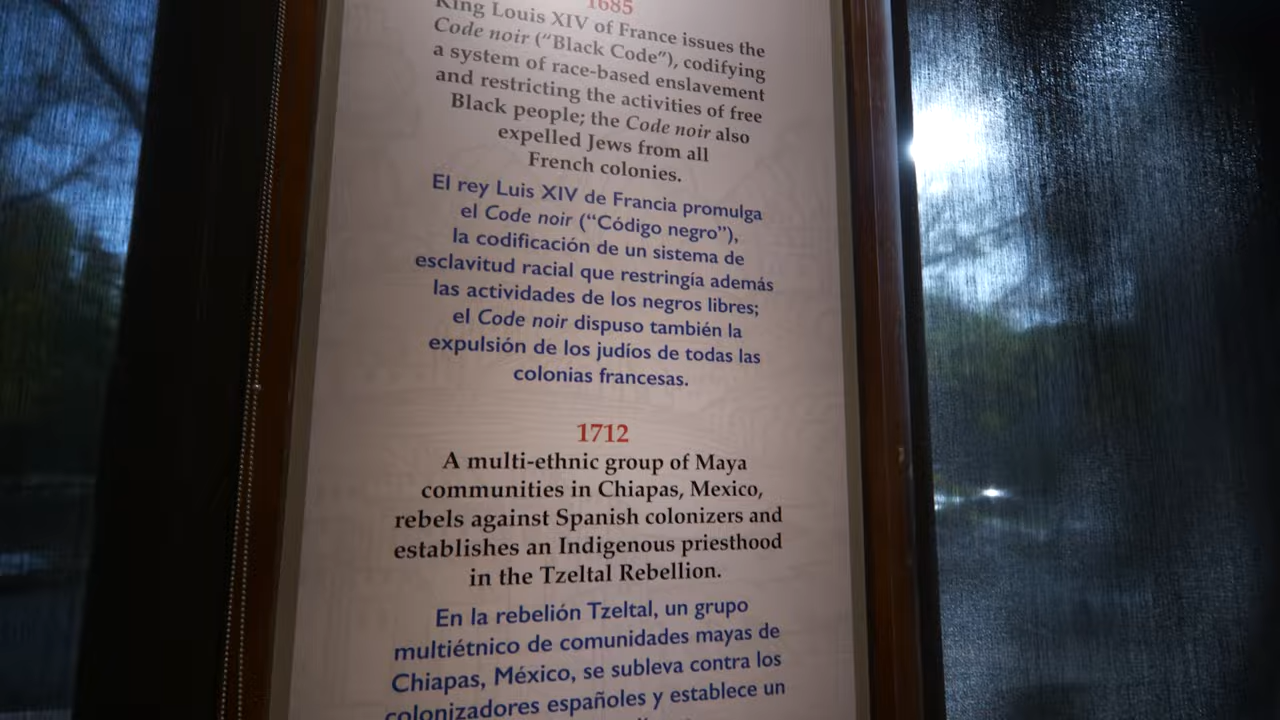 1685
King Louis XIV of France issues the
Code noir (“Black Code”), codifying
a system of race-based enslavement
and restricting the activities of free
Black people; the Code noir also
expelled Jews from all
French colonies.
El rey Luis XIV de Francia promulga
el Code noir (“Código negro”),
la codificación de un sistema de
esclavitud racial que restringía además
las actividades de los negros libres;
el Code noir dispuso también la
expulsión de los judíos de todas las
colonias francesas.
1712
A multi-ethnic group of Maya
communities in Chiapas, Mexico,
rebels against Spanish colonizers and
establishes an Indigenous priesthood
in the Tzeltal Rebellion.
En la rebelión Tzeltal, un grupo
multiétnico de comunidades mayas de
Chiapas, México, se subleva contra los
colonizadores españoles y establece un